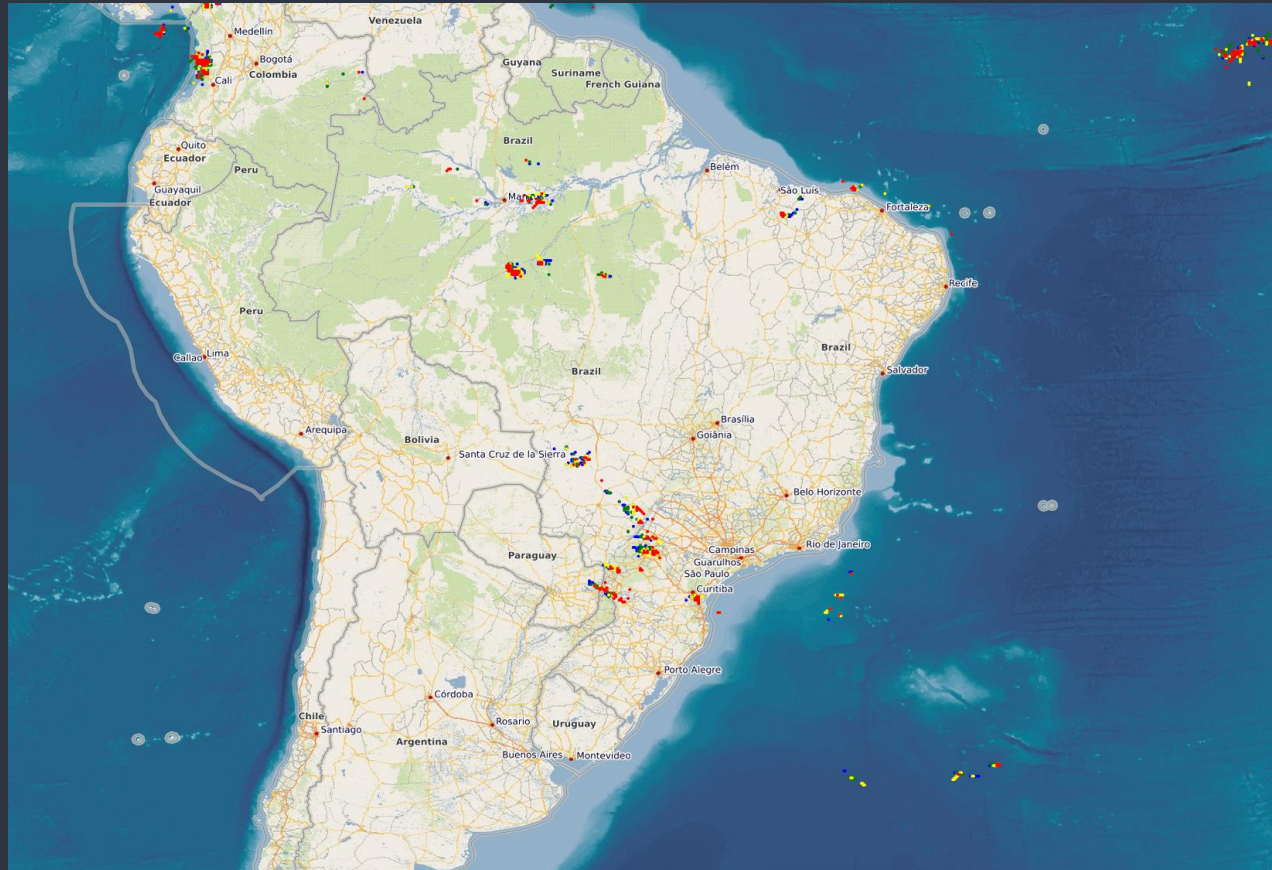 Venezuela
Medellín
Bogotá
Colombia
Cali
Guyana
Suriname
French Guiana
Brazil
Quito
Ecuador
Peru
Belém
Guayaquil
Ecuador
São Luís
Fortaleza
Recife
Peru
Callao
Lima
Brazil
Brazil
Salvador
Arequipa
Brasília
Goiânia
Bolivia
Santa Cruz de la Sierra
Belo Horizonte
Paraguay
Campinas
Rio de Janeiro
Guarulhos
São Paulo
Curitiba
Porto Alegre
Córdoba
Chile
Santiago
Rosario
Uruguay
Argentina
Buenos Aires
Montevideo